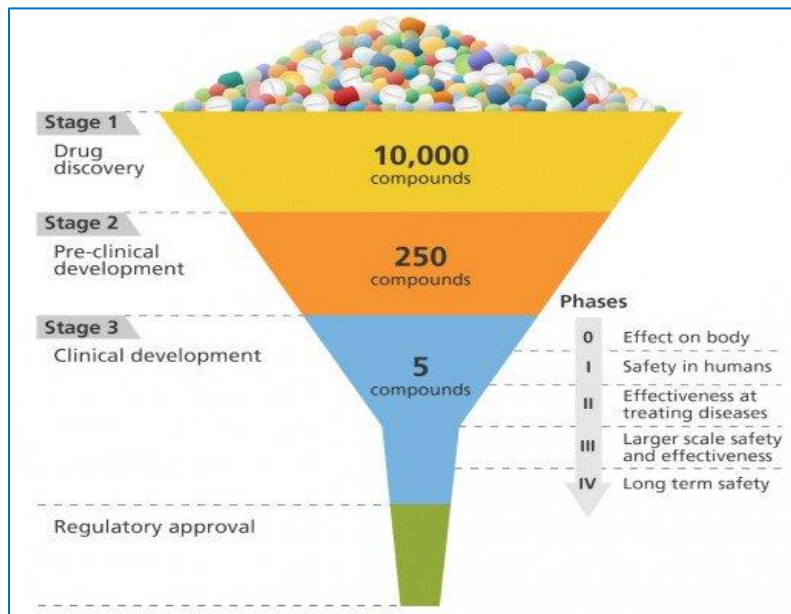 Stage 1
Drug
discovery
10,000
compounds
Stage 2
Pre-clinical
development
250
compounds
Stage 3
Clinical development
5
compounds
Phases
0 Effect on body
I Safety in humans
II Effectiveness at
treating diseases
III Larger scale safety
and effectiveness
IV Long term safety
Regulatory approval